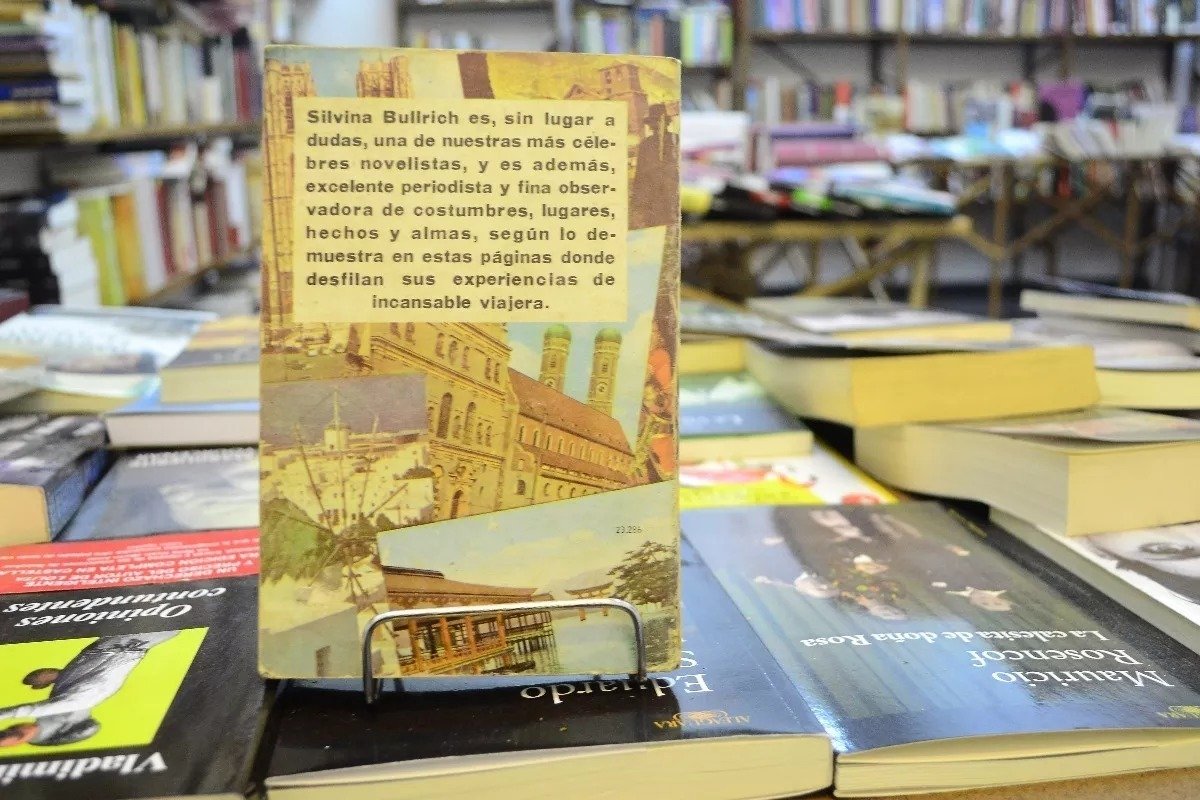 Silvina Bullrich es, sin lugar a
dudas, una de nuestras más céle-
bres novelistas, y es además,
excelente periodista y fina obser-
vadora de costumbres, lugares,
hechos y almas, según lo de-
muestra en estas páginas donde
desfilan sus experiencias de
incansable viajera.
23.286
Opiniones
contundentes
Vladimi
Eduardo
ALFAGUARA
Mauricio
Rosencof
La calesita de doña Rosa